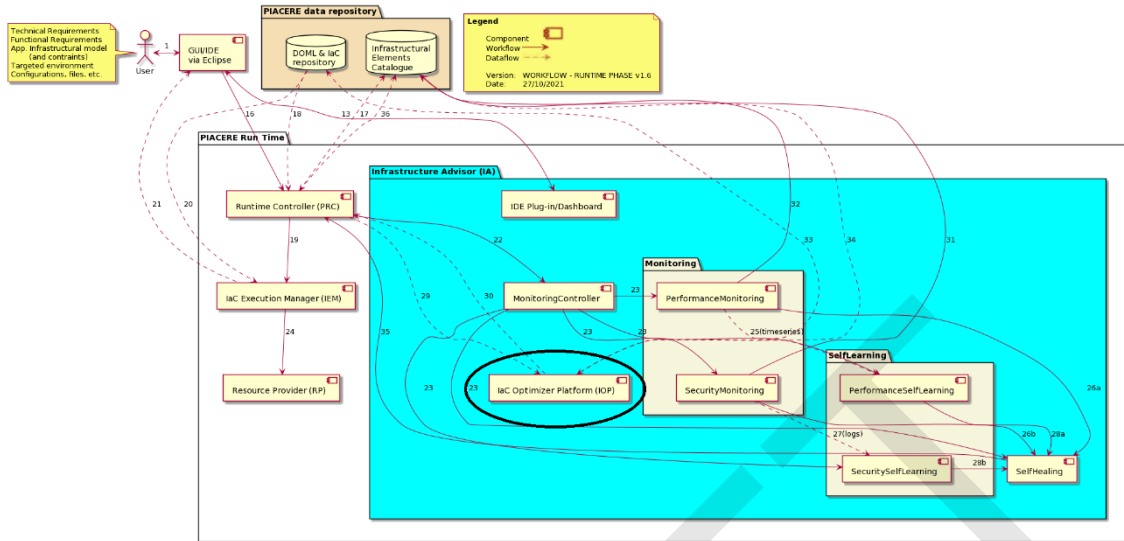 Technical Requirements
Functional Requirements
App. Infrastructural model
(and contraints)
Targeted environment
Configurations, files, etc.
User
1
GUI/IDE
via Eclipse
PIACERE data repository
DOML & IaC
repository
Infrastructural
Elements
Catalogue
Legend
Component
Workflow
Dataflow
Version: WORKFLOW - RUNTIME PHASE v1.6
Date: 27/10/2021
16
18
13
17
36
PIACERE Run Time
Infrastructure Advisor (IA)
Runtime Controller (PRC)
IDE Plug-in/Dashboard
21
20
32
19
22
33
34
31
Monitoring
IaC Execution Manager (IEM)
29
30
MonitoringController
23
PerformanceMonitoring
24
35
23
23
25(timeseries)
SelfLearning
Resource Provider (RP)
23
23
IaC Optimizer Platform (IOP)
SecurityMonitoring
PerformanceSelfLearning
26a
27(logs)
26b
28a
SecuritySelfLearning
28b
SelfHealing